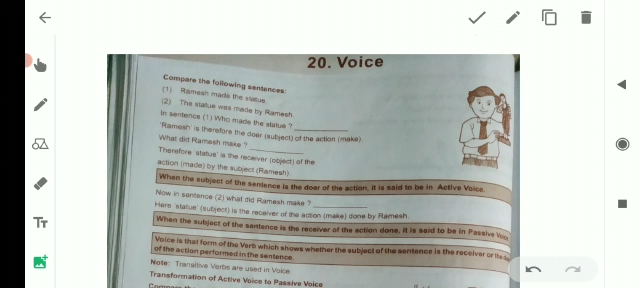 20. Voice
Compare the following sentences:
(1) Ramesh made the statue.
(2) The statue was made by Ramesh.
In sentence (1) Who made the statue ? ____________
'Ramesh' is therefore the doer (subject) of the action (make).
What did Ramesh make ? ____________
Therefore 'statue' is the receiver (object) of the
action (made) by the subject (Ramesh).
When the subject of the sentence is the doer of the action, it is said to be in Active Voice.
Now in sentence (2) what did Ramesh make ? ____________
Here 'statue' (subject) is the receiver of the action (make) done by Ramesh.
When the subject of the sentence is the receiver of the action done, it is said to be in Passive Voice
Voice is that form of the Verb which shows whether the subject of the sentence is the receiver or the
of the action performed in the sentence.
Note: Transitive Verbs are used in Voice
Transformation of Active Voice to Passive Voice
Tт